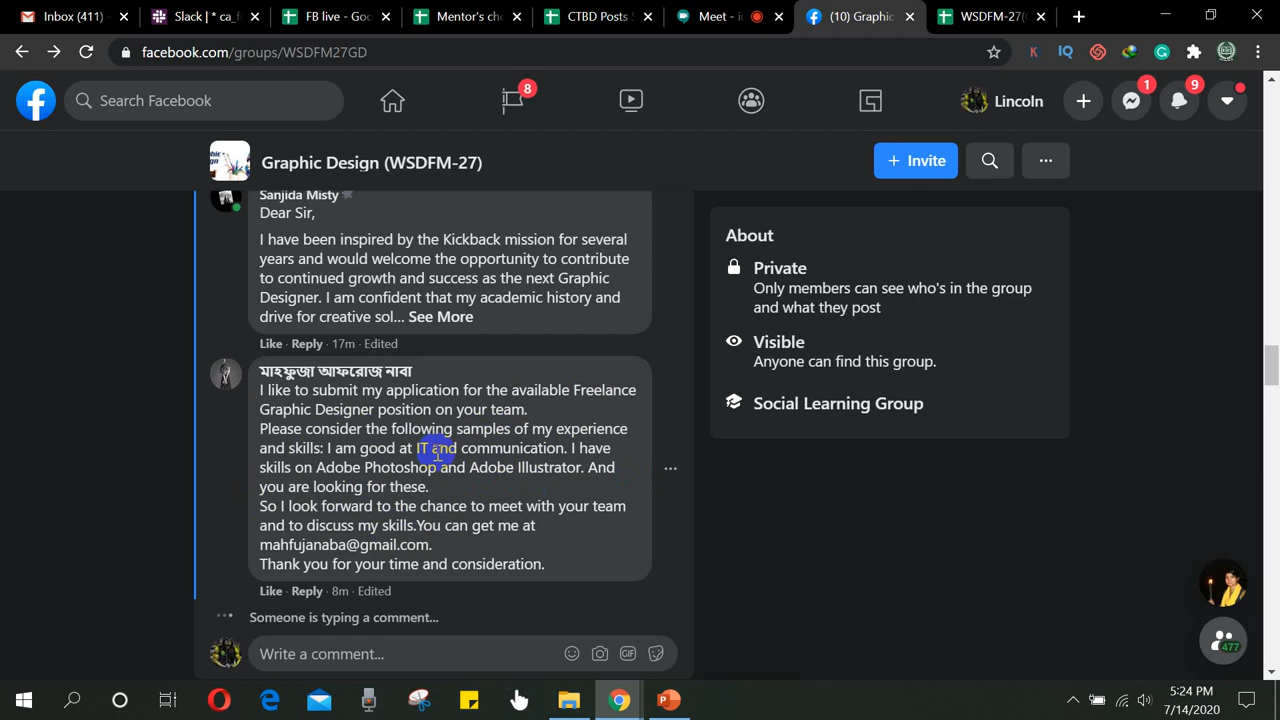 Inbox (411) -
Slack | * ca_f
FB live - Goo
Mentor's che
CTBD Posts S
Meet - iu
(10) Graphic
WSDFM-27(
facebook.com/groups/WSDFM27GD
Search Facebook
8
Lincoln
1
9
Graphic Design (WSDFM-27)
+ Invite
Sanjida Misty
Dear Sir,
I have been inspired by the Kickback mission for several
years and would welcome the opportunity to contribute
to continued growth and success as the next Graphic
Designer. I am confident that my academic history and
drive for creative sol... See More
Like · Reply · 17m · Edited
মাহফুজা আফরোজ নাবা
I like to submit my application for the available Freelance
Graphic Designer position on your team.
Please consider the following samples of my experience
and skills: I am good at IT and communication. I have
skills on Adobe Photoshop and Adobe Illustrator. And
you are looking for these.
So I look forward to the chance to meet with your team
and to discuss my skills.You can get me at
mahfujanaba@gmail.com.
Thank you for your time and consideration.
Like · Reply · 8m · Edited
Someone is typing a comment...
Write a comment...
GIF
About
Private
Only members can see who's in the group
and what they post
Visible
Anyone can find this group.
Social Learning Group
477
5:24 PM
7/14/2020